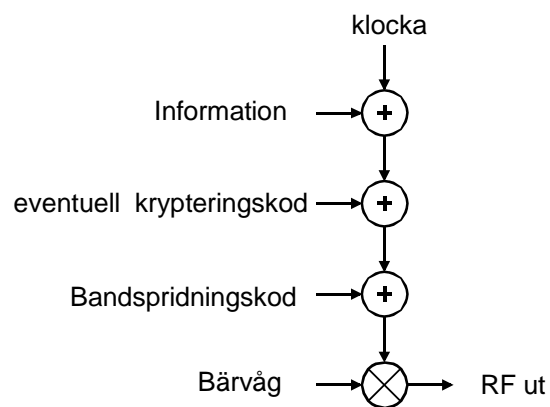 klocka
Information
eventuell krypteringskod
Bandspridningskod
Bärvåg
RF ut